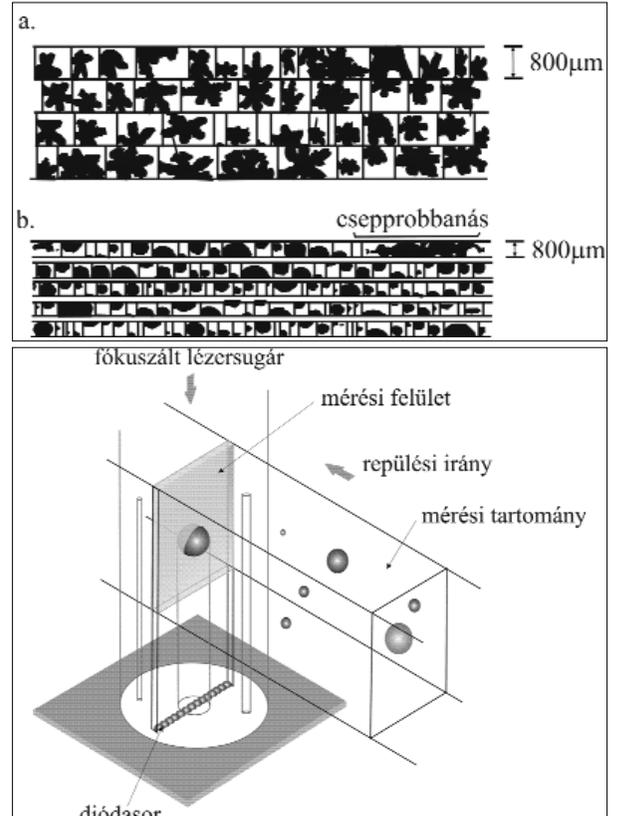 a.
800µm
b.
csepprobbanás
800µm
fókuszált lézersugár
mérési felület
repülési irány
mérési tartomány
diódasor